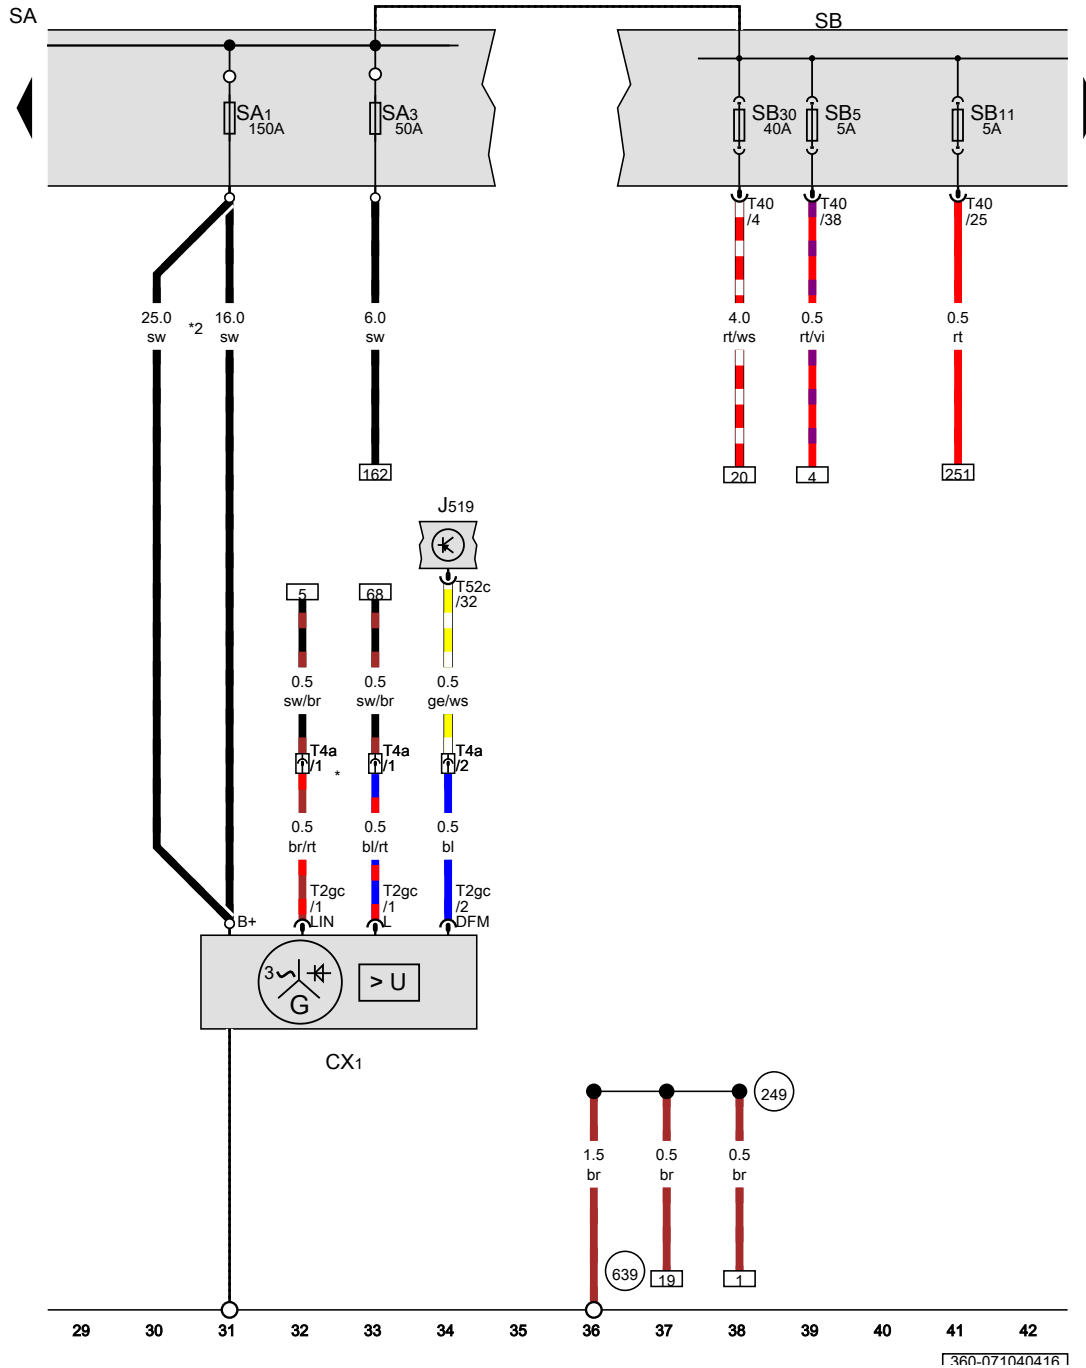 SA
SB
SA1
150A
SA3
50A
SB30
40A
SB5
5A
SB11
5A
T40
/4
T40
/38
T40
/25
25.0
sw
*2
16.0
sw
6.0
sw
4.0
rt/ws
0.5
rt/vi
0.5
rt
162
20
4
251
J519
T52c
/32
5
68
0.5
sw/br
0.5
sw/br
0.5
ge/ws
T4a
/1
*
T4a
/1
T4a
/2
0.5
br/rt
0.5
bl/rt
0.5
bl
T2gc
/1
LIN
T2gc
/1
L
T2gc
/2
DFM
B+
3
G
> U
CX1
249
1.5
br
0.5
br
0.5
br
639
19
1
29 30 31 32 33 34 35 36 37 38 39 40 41 42
360-071040416